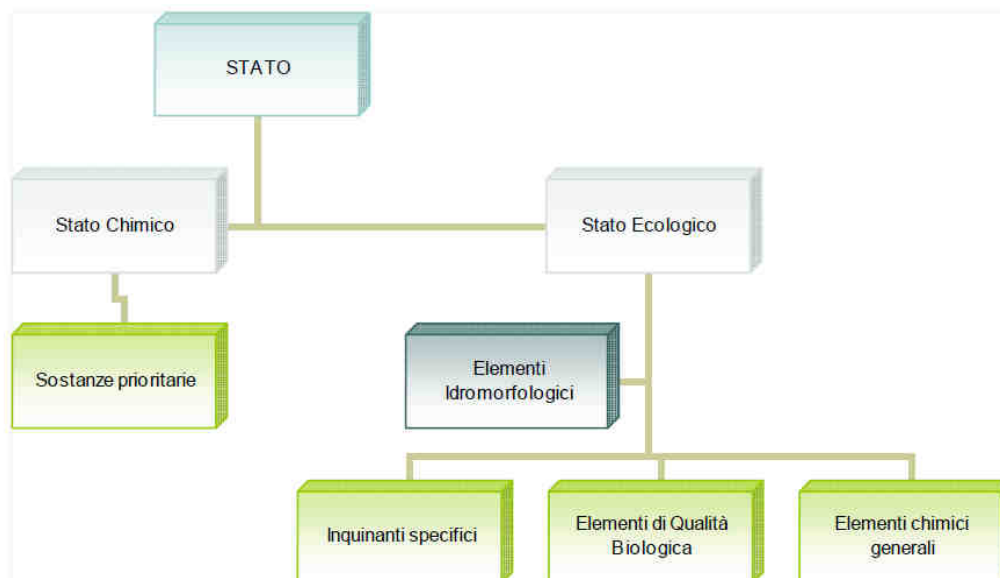 STATO
Stato Chimico
Stato Ecologico
Sostanze prioritarie
Elementi
Idromorfologici
Inquinanti specifici
Elementi di Qualità
Biologica
Elementi chimici
generali